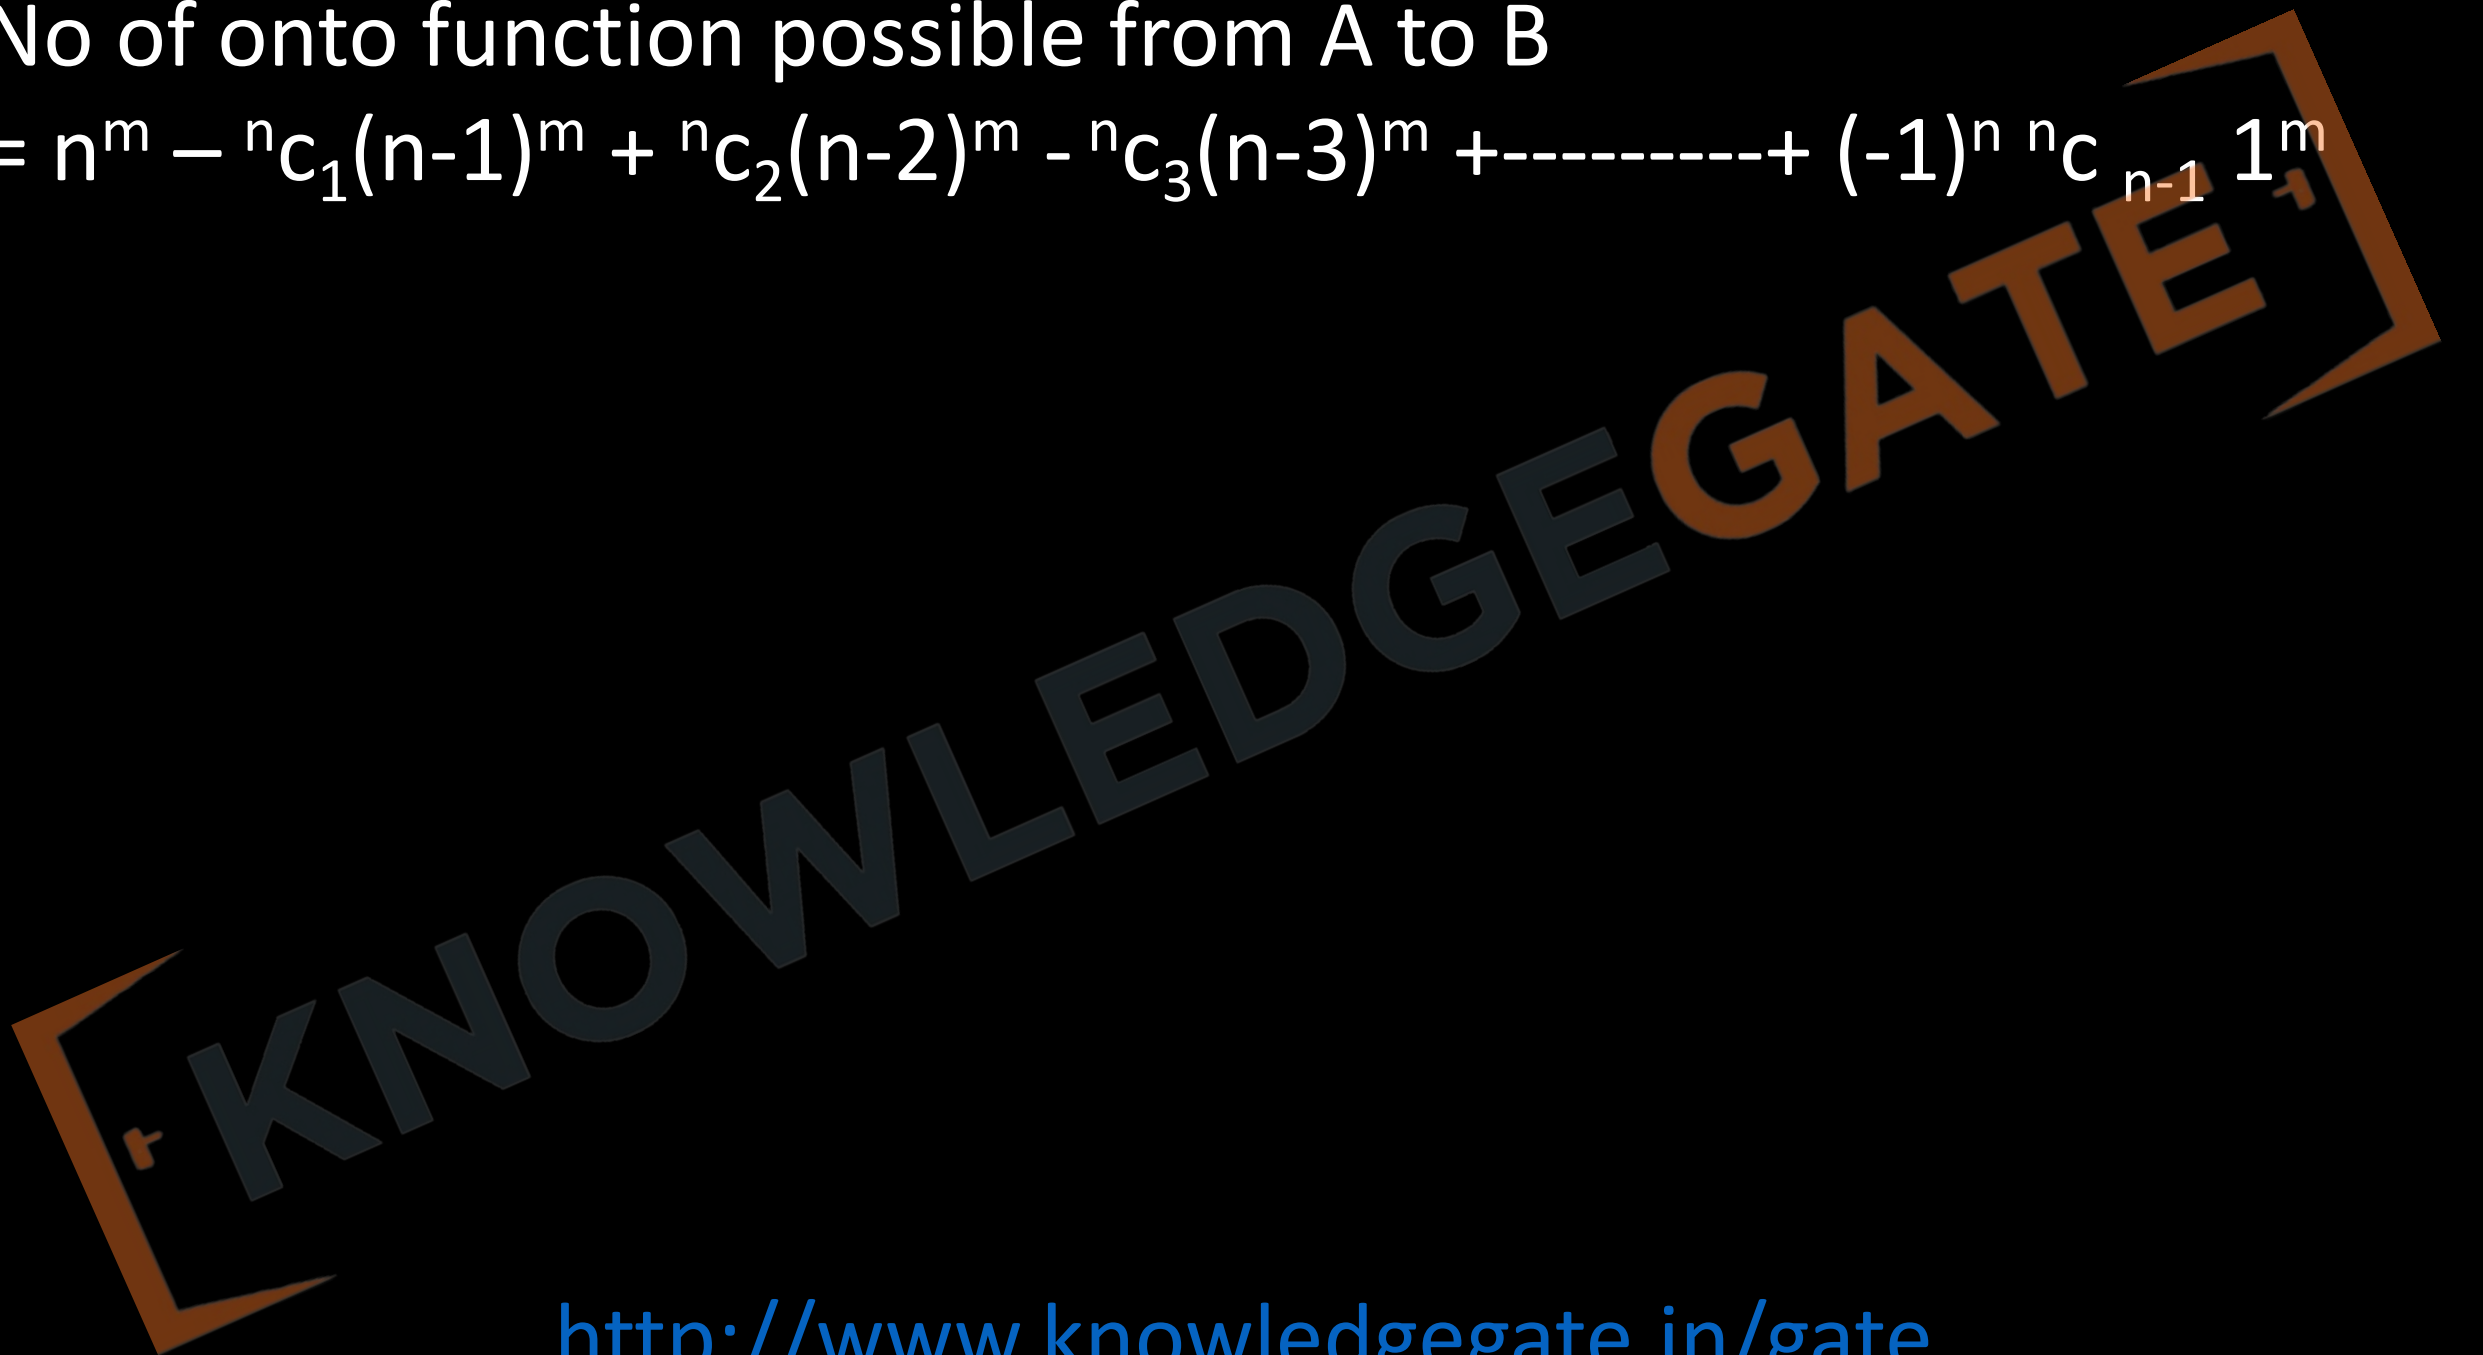 No of onto function possible from A to B
= nᵐ – ⁿc₁(n-1)ᵐ + ⁿc₂(n-2)ᵐ - ⁿc₃(n-3)ᵐ +---------+ (-1)ⁿ ⁿc ₙ₋₁ 1ᵐ
KNOWLEDGEGATE
http://www.knowledgegate.in/gate